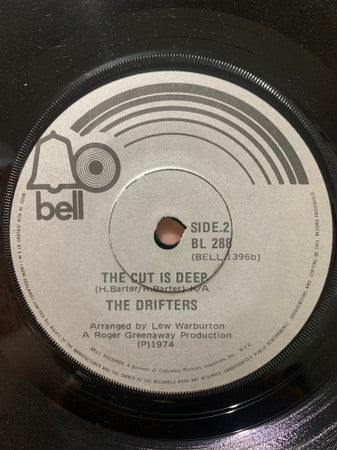 bell
SIDE.2
BL 288
(BELL 1396b)
THE CUT IS DEEP
(H.Barter/R.Barter) K/A
THE DRIFTERS
Arranged by Lew Warburton
A Roger Greenaway Production
(P)1974
BELL RECORDS A Division of Columbia Pictures Industries, Inc., N.Y.C.